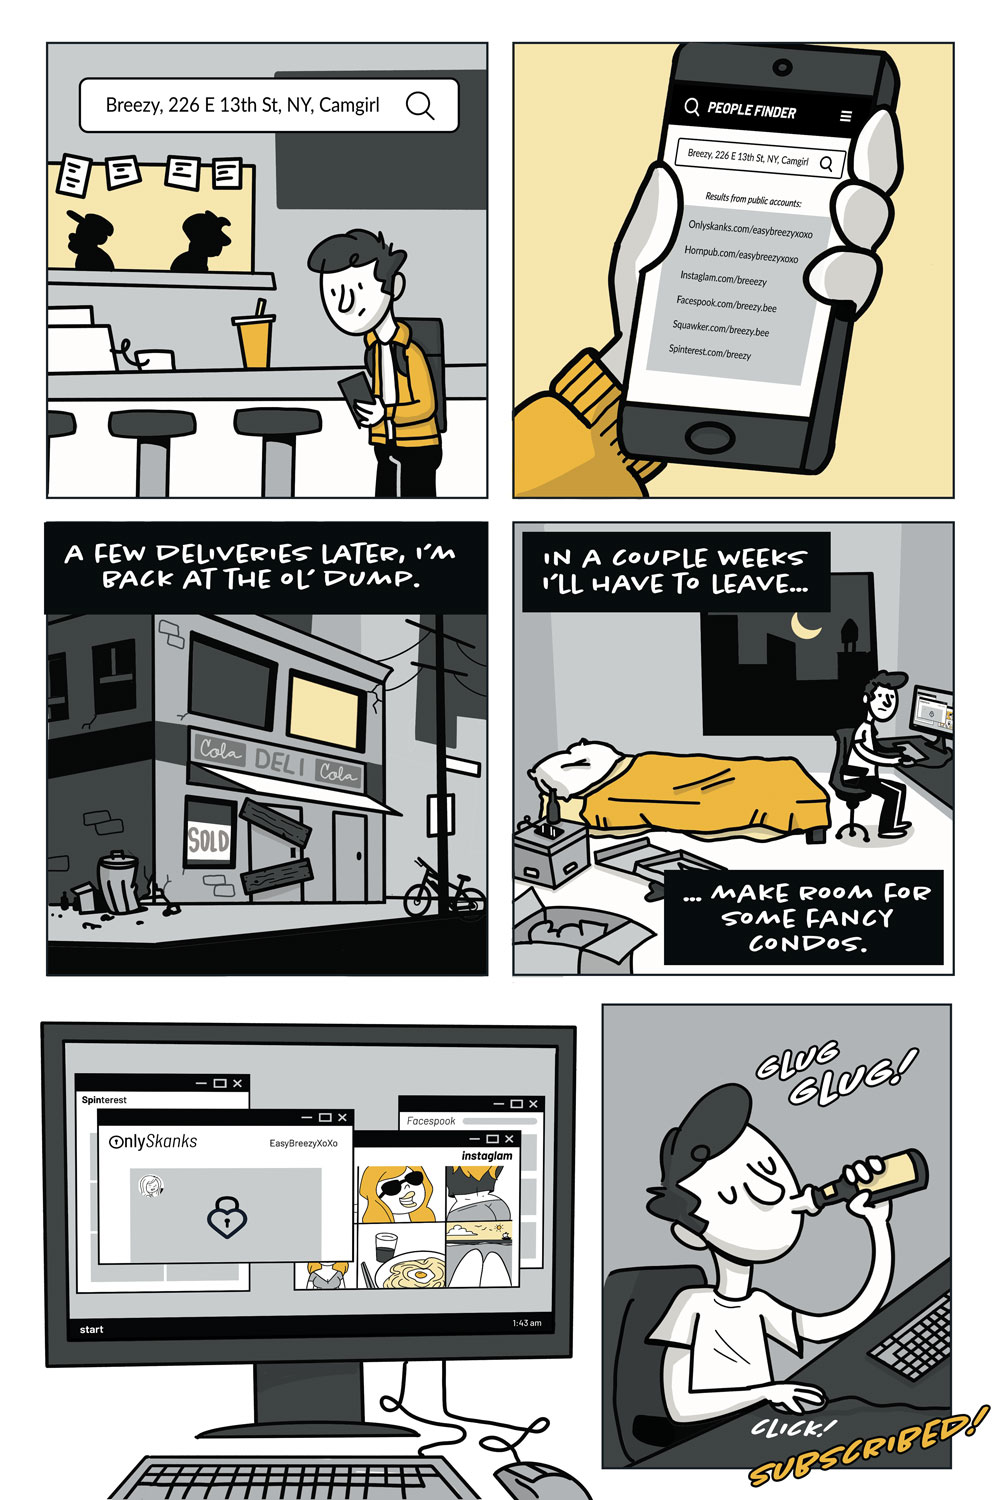 Breezy, 226 E 13th St, NY, Camgirl
PEOPLE FINDER
Breezy, 226 E 13th St, NY, Camgirl
Results from public accounts:
Onlyskanks.com/easybreezyxoxo
Hornpub.com/easybreezyxoxo
Instaglam.com/breeeezy
Facespook.com/breezy.bee
Squawker.com/breezy.bee
Spinterest.com/breezy
A FEW DELIVERIES LATER, I'M
BACK AT THE OL' DUMP.
Cola DELI Cola
SOLD
IN A COUPLE WEEKS
I'LL HAVE TO LEAVE...
... MAKE ROOM FOR
SOME FANCY
CONDOS.
Spinterest
OnlySkanks
EasyBreezyXoXo
Facespook
instaglam
start
1:43 am
GLUG
GLUG!
CLICK!
SUBSCRIBED!